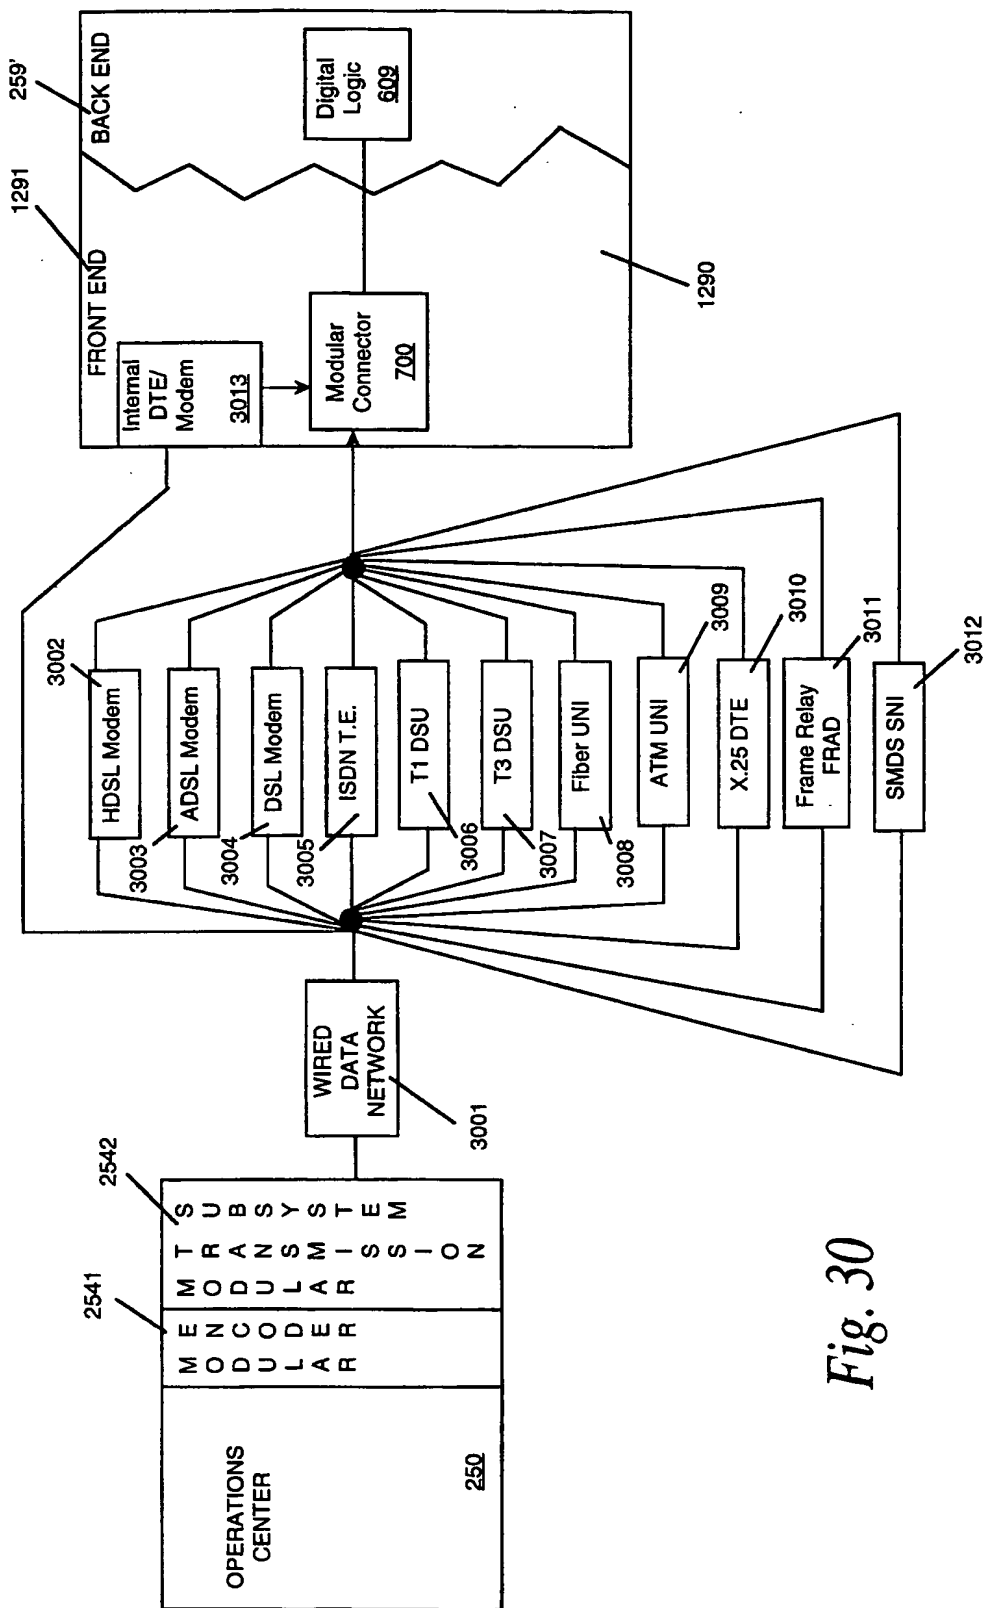 OPERATIONS
CENTER
250
MODULAR
ENCODER
2541
MODULAR
TRANSMISSION
SUBSYSTEM
2542
WIRED
DATA
NETWORK
3001
HDSL Modem
3002
ADSL Modem
3003
DSL Modem
3004
ISDN T.E.
3005
T1 DSU
3006
T3 DSU
3007
Fiber UNI
3008
ATM UNI
3009
X.25 DTE
3010
Frame Relay
FRAD
3011
SMDS SNI
3012
FRONT END
1291
Internal
DTE/
Modem
3013
Modular
Connector
700
1290
BACK END
259'
Digital
Logic
609
Fig. 30